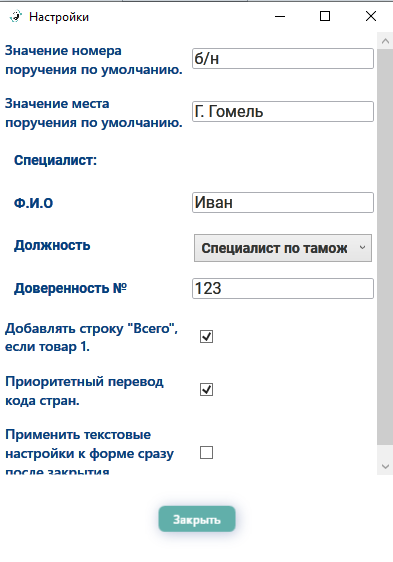 Настройки
Значение номера
поручения по умолчанию.
б/н
Значение места
поручения по умолчанию.
Г. Гомель
Специалист:
Ф.И.О
Иван
Должность
Специалист по тамож
Доверенность №
123
Добавлять строку "Всего",
если товар 1.
Приоритетный перевод
кода стран.
Применить текстовые
настройки к форме сразу
после закрытия
Закрыть